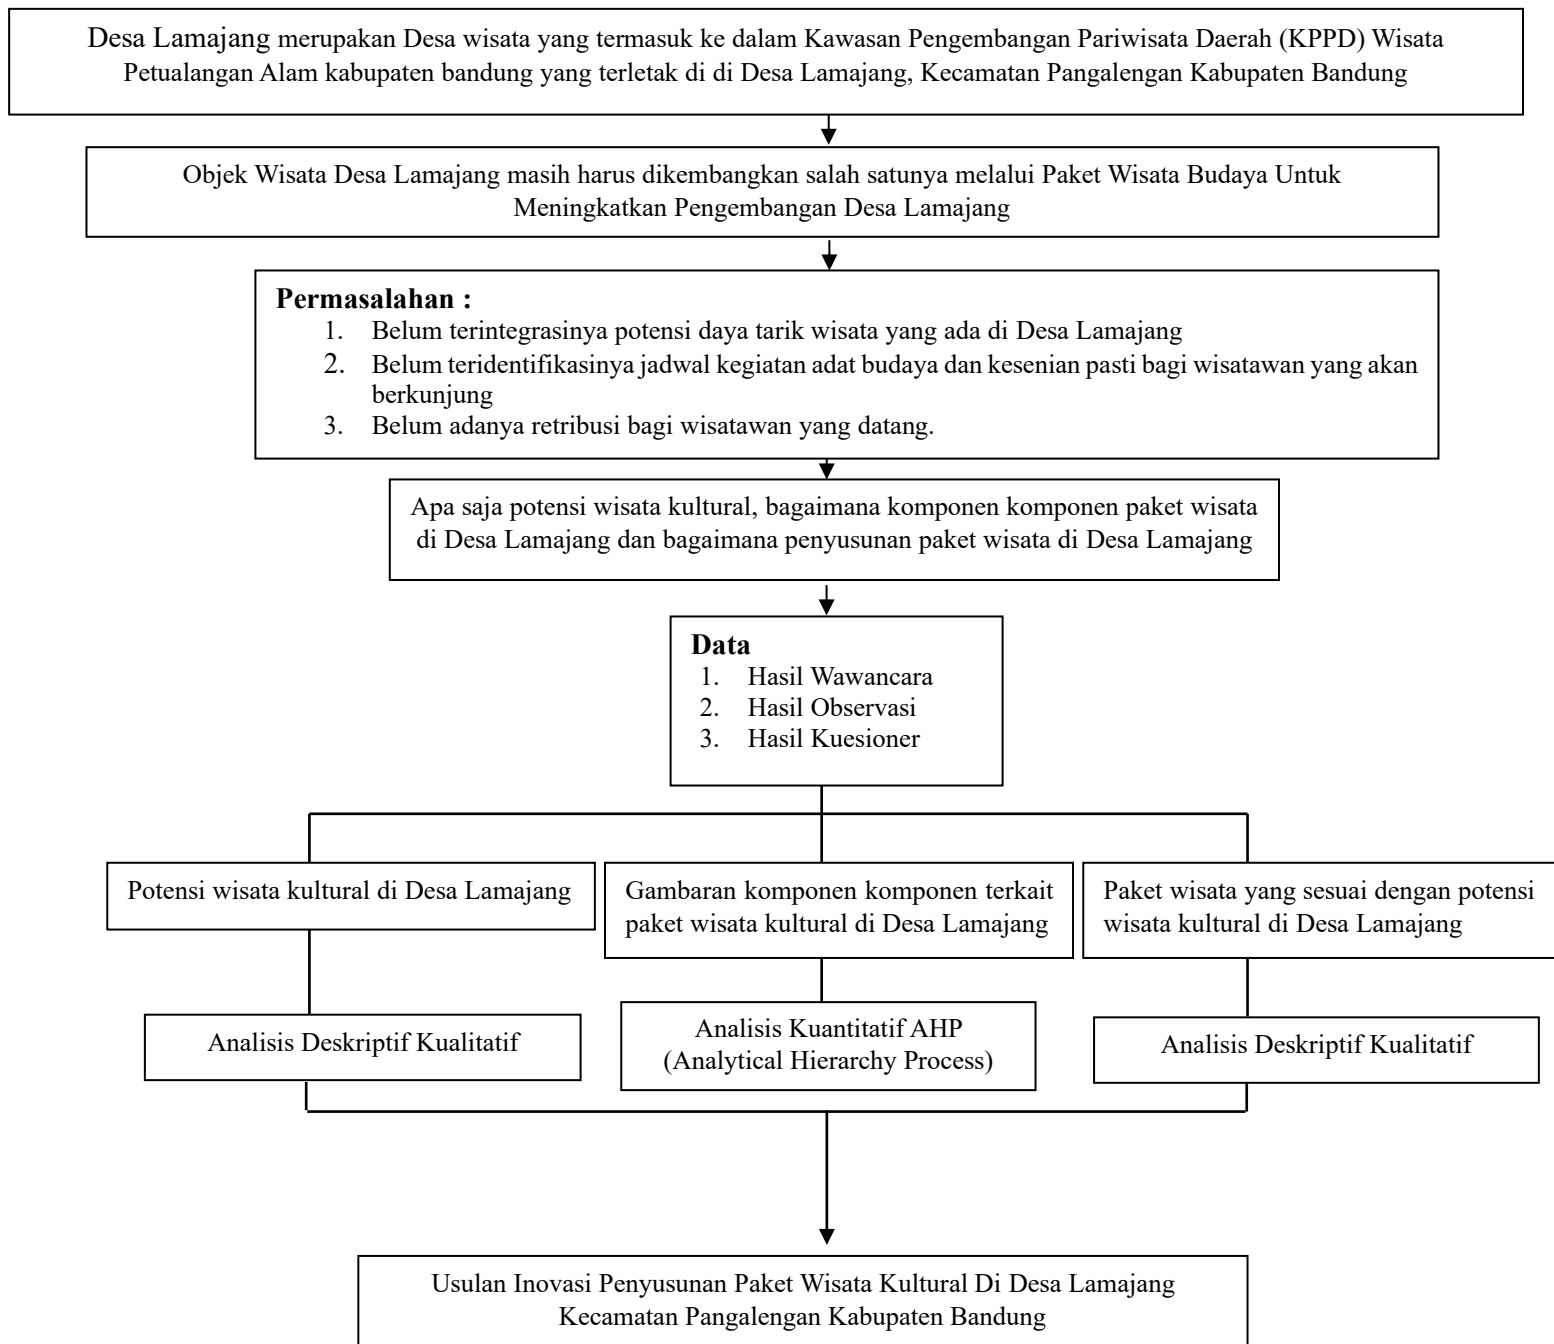 Desa Lamajang merupakan Desa wisata yang termasuk ke dalam Kawasan Pengembangan Pariwisata Daerah (KPPD) Wisata
Petualangan Alam kabupaten bandung yang terletak di di Desa Lamajang, Kecamatan Pangalengan Kabupaten Bandung
Objek Wisata Desa Lamajang masih harus dikembangkan salah satunya melalui Paket Wisata Budaya Untuk
Meningkatkan Pengembangan Desa Lamajang
Permasalahan :
1. Belum terintegrasinya potensi daya tarik wisata yang ada di Desa Lamajang
2. Belum teridentifikasinya jadwal kegiatan adat budaya dan kesenian pasti bagi wisatawan yang akan
berkunjung
3. Belum adanya retribusi bagi wisatawan yang datang.
Apa saja potensi wisata kultural, bagaimana komponen komponen paket wisata
di Desa Lamajang dan bagaimana penyusunan paket wisata di Desa Lamajang
Data
1. Hasil Wawancara
2. Hasil Observasi
3. Hasil Kuesioner
Potensi wisata kultural di Desa Lamajang
Gambaran komponen komponen terkait
paket wisata kultural di Desa Lamajang
Paket wisata yang sesuai dengan potensi
wisata kultural di Desa Lamajang
Analisis Deskriptif Kualitatif
Analisis Kuantitatif AHP
(Analytical Hierarchy Process)
Analisis Deskriptif Kualitatif
Usulan Inovasi Penyusunan Paket Wisata Kultural Di Desa Lamajang
Kecamatan Pangalengan Kabupaten Bandung